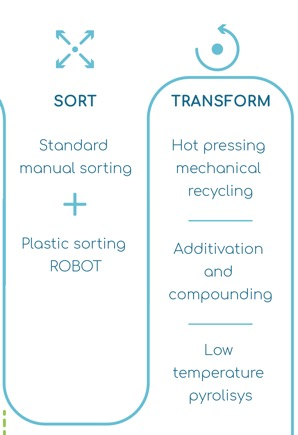 SORT
Standard
manual sorting
+
Plastic sorting
ROBOT
TRANSFORM
Hot pressing
mechanical
recycling
Additivation
and
compounding
Low
temperature
pyrolisys